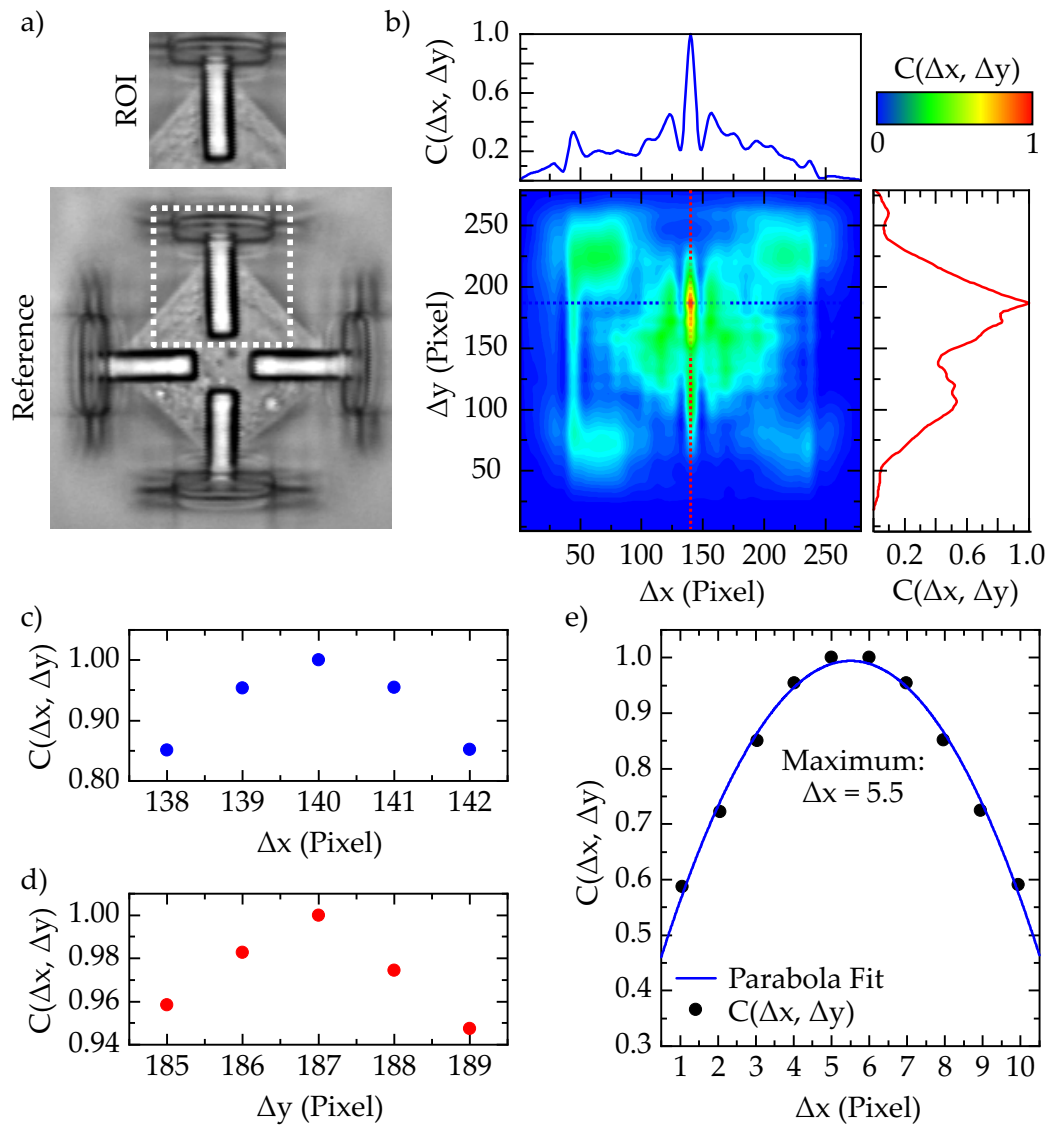 a)
ROI
Reference
b)
C(Δx, Δy)
1.0
0.6
0.2
C(Δx, Δy)
0
1
Δy (Pixel)
250
200
150
100
50
50
100
150
200
250
Δx (Pixel)
0.2
0.6
1.0
C(Δx, Δy)
c)
C(Δx, Δy)
1.00
0.90
0.80
138
139
140
141
142
Δx (Pixel)
d)
C(Δx, Δy)
1.00
0.98
0.96
0.94
185
186
187
188
189
Δy (Pixel)
e)
C(Δx, Δy)
1.0
0.9
0.8
0.7
0.6
0.5
0.4
0.3
Maximum:
Δx = 5.5
Parabola Fit
C(Δx, Δy)
1
2
3
4
5
6
7
8
9
10
Δx (Pixel)